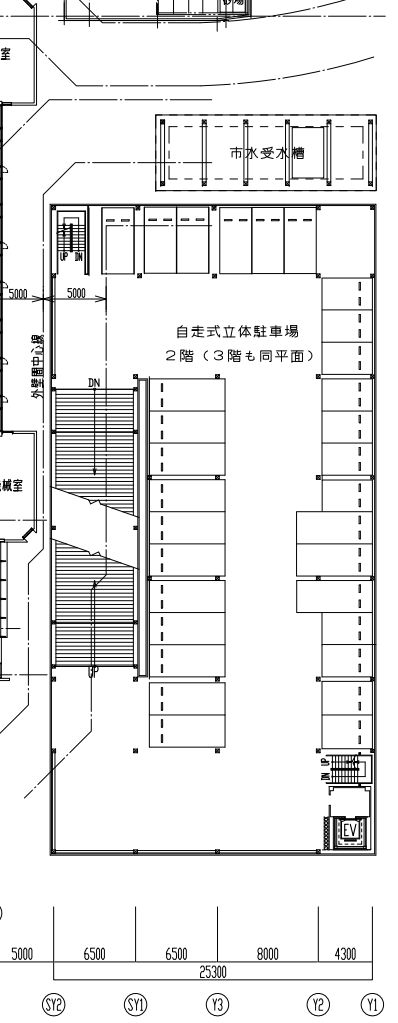 室
市水受水槽
UP DN
5000
5000
自走式立体駐車場
2階（3階も同平面）
外壁面中心線
DN
械室
UP
UP
DN
EV
5000
6500
6500
8000
4300
25300
SY2
SY1
Y3
Y2
Y1